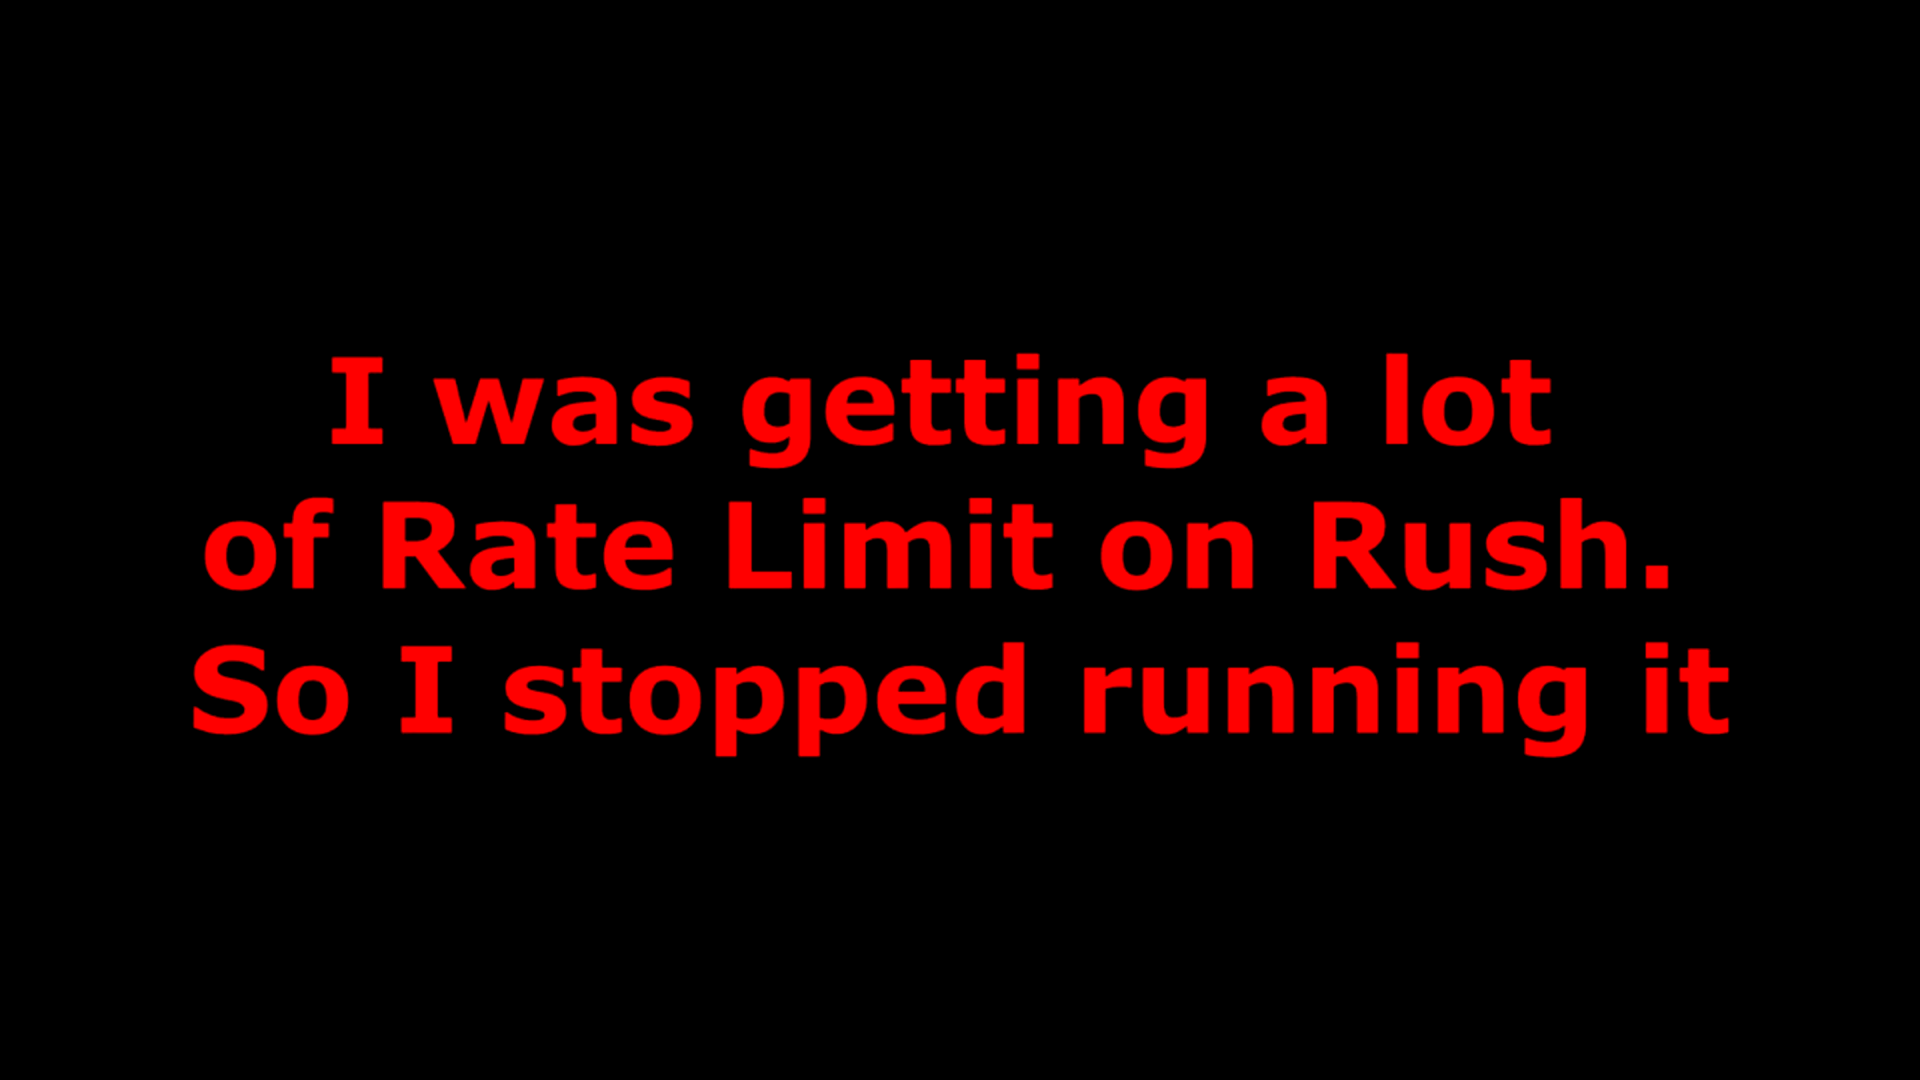 I was getting a lot
of Rate Limit on Rush.
So I stopped running it